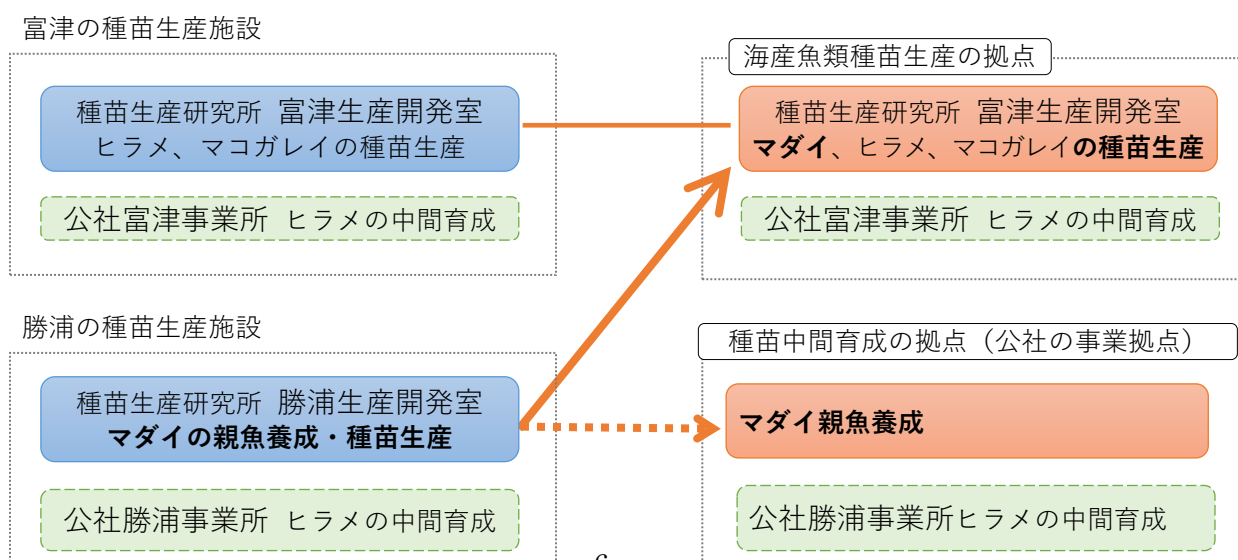 富津の種苗生産施設
種苗生産研究所 富津生産開発室
ヒラメ、マコガレイの種苗生産
公社富津事業所 ヒラメの中間育成
海産魚類種苗生産の拠点
種苗生産研究所 富津生産開発室
マダイ、ヒラメ、マコガレイの種苗生産
公社富津事業所 ヒラメの中間育成
勝浦の種苗生産施設
種苗生産研究所 勝浦生産開発室
マダイの親魚養成・種苗生産
公社勝浦事業所 ヒラメの中間育成
種苗中間育成の拠点（公社の事業拠点）
マダイ親魚養成
公社勝浦事業所ヒラメの中間育成